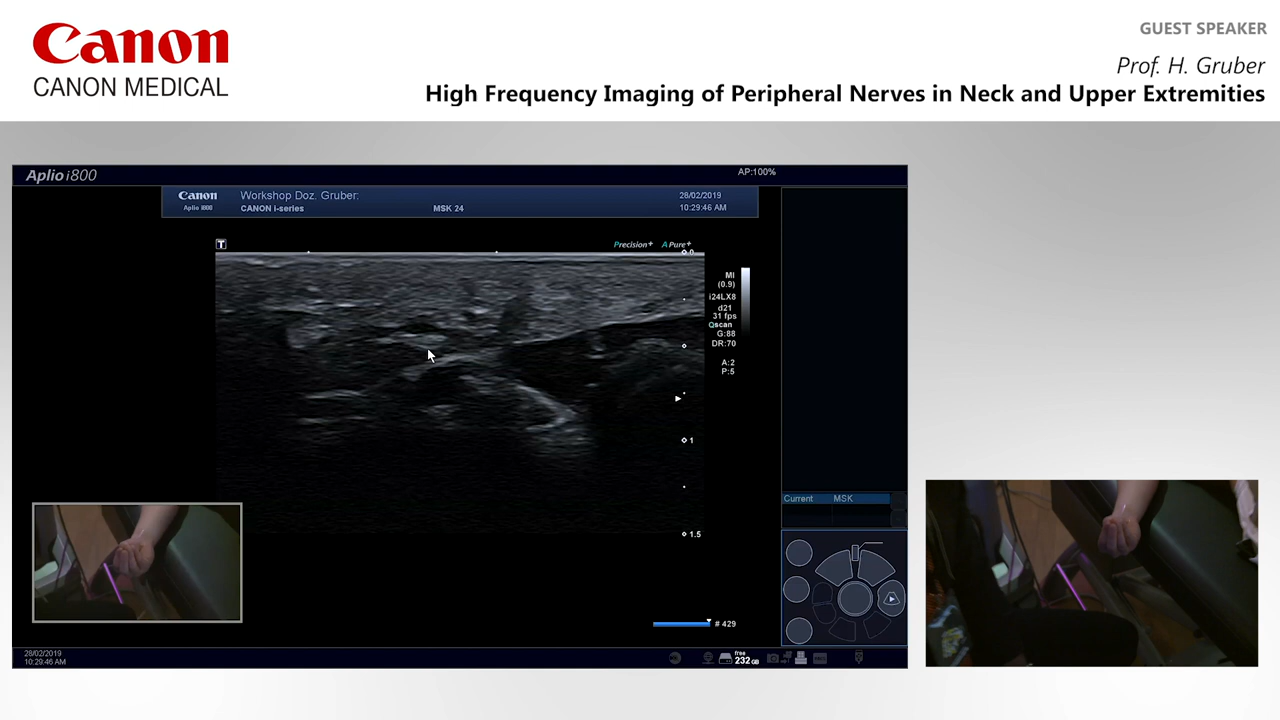 Canon
CANON MEDICAL
GUEST SPEAKER
Prof. H. Gruber
High Frequency Imaging of Peripheral Nerves in Neck and Upper Extremities
Aplio i800
AP:100%
Canon
Aplio i800
Workshop Doz. Gruber:
CANON i-series
MSK 24
28/02/2019
10:29:46 AM
T
Precision+ APure+
0
MI
(0.9)
i24LX8
d21
31 fps
Qscan
G:88
DR:70
A:2
P:5
1
1.5
Current MSK
# 429
28/02/2019
10:29:46 AM
free
232GB